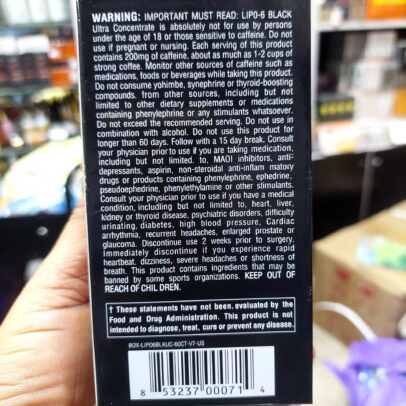 WARNING: IMPORTANT MUST READ: LIPO-6 BLACK
Ultra Concentrate is absolutely not for use by persons
under the age of 18 or those sensitive to caffeine. Do not
use if pregnant or nursing. Each serving of this product
contains 200mg of caffeine, about as much as 1-2 cups of
strong coffee. Monitor other sources of caffeine such as
medications, foods or beverages while taking this product.
Do not consume yohimbe, synephrine or thyroid-boosting
compounds, from other sources, including but not
limited to other dietary supplements or medications
containing phenylephrine or any stimulants whatsoever.
Do not exceed the recommended serving. Do not use in
combination with alcohol. Do not use this product for
longer than 60 days. Follow with a 15 day break. Consult
your physician prior to use if you are taking medication,
including but not limited. to, MAOI inhibitors, anti-
depressants, aspirin, non-steroidal anti-inflam matory
drugs or products containing phenylephrine, ephedrine,
pseudoephedrine, phenylethylamine or other stimulants.
Consult your physician prior to use if you have a medical
condition, including but not limited to, heart, liver,
kidney or thyroid disease, psychiatric disorders, difficulty
urinating, diabetes, high blood pressure, Cardiac
arrhythmia, recurrent headaches, enlarged prostate or
glaucoma. Discontinue use 2 weeks prior to surgery.
Immediately discontinue if you experience rapid
heartbeat, dizziness, severe headaches or shortness of
breath. This product contains ingredients that may be
banned by some sports organizations. KEEP OUT OF
REACH OF CHILDREN.
† These statements have not been evaluated by the
Food and Drug Administration. This product is not
intended to diagnose, treat, cure or prevent any disease.
BOX-LIPO6BLKUC-60CT-V7-US
8 53237 00071 4